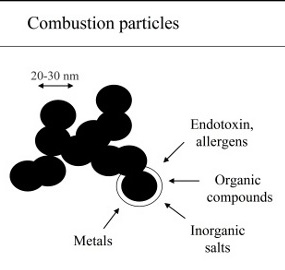 Combustion particles
20-30 nm
Endotoxin,
allergens
Organic
compounds
Inorganic
salts
Metals